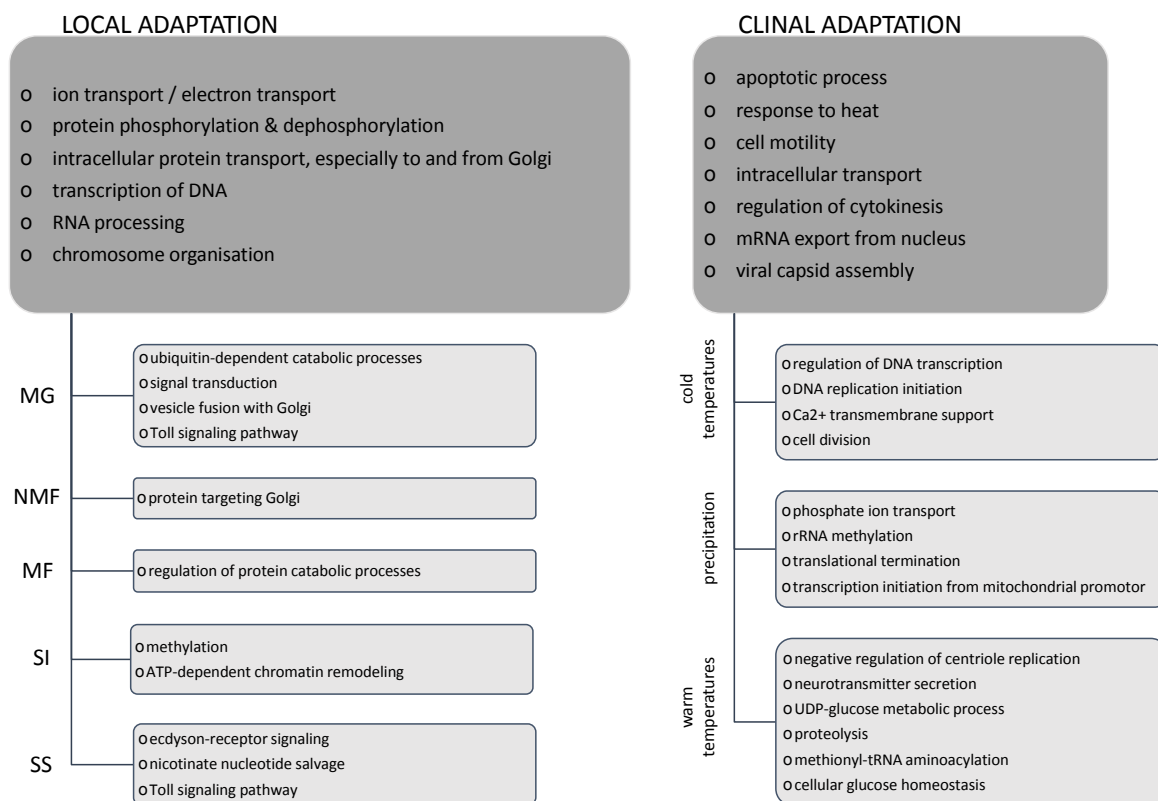 LOCAL ADAPTATION
o ion transport / electron transport
o protein phosphorylation & dephosphorylation
o intracellular protein transport, especially to and from Golgi
o transcription of DNA
o RNA processing
o chromosome organisation
MG
o ubiquitin-dependent catabolic processes
o signal transduction
o vesicle fusion with Golgi
o Toll signaling pathway
NMF
o protein targeting Golgi
MF
o regulation of protein catabolic processes
SI
o methylation
o ATP-dependent chromatin remodeling
SS
o ecdyson-receptor signaling
o nicotinate nucleotide salvage
o Toll signaling pathway
CLINAL ADAPTATION
o apoptotic process
o response to heat
o cell motility
o intracellular transport
o regulation of cytokinesis
o mRNA export from nucleus
o viral capsid assembly
cold
temperatures
o regulation of DNA transcription
o DNA replication initiation
o Ca2+ transmembrane support
o cell division
precipitation
o phosphate ion transport
o rRNA methylation
o translational termination
o transcription initiation from mitochondrial promotor
warm
temperatures
o negative regulation of centriole replication
o neurotransmitter secretion
o UDP-glucose metabolic process
o proteolysis
o methionyl-tRNA aminoacylation
o cellular glucose homeostasis